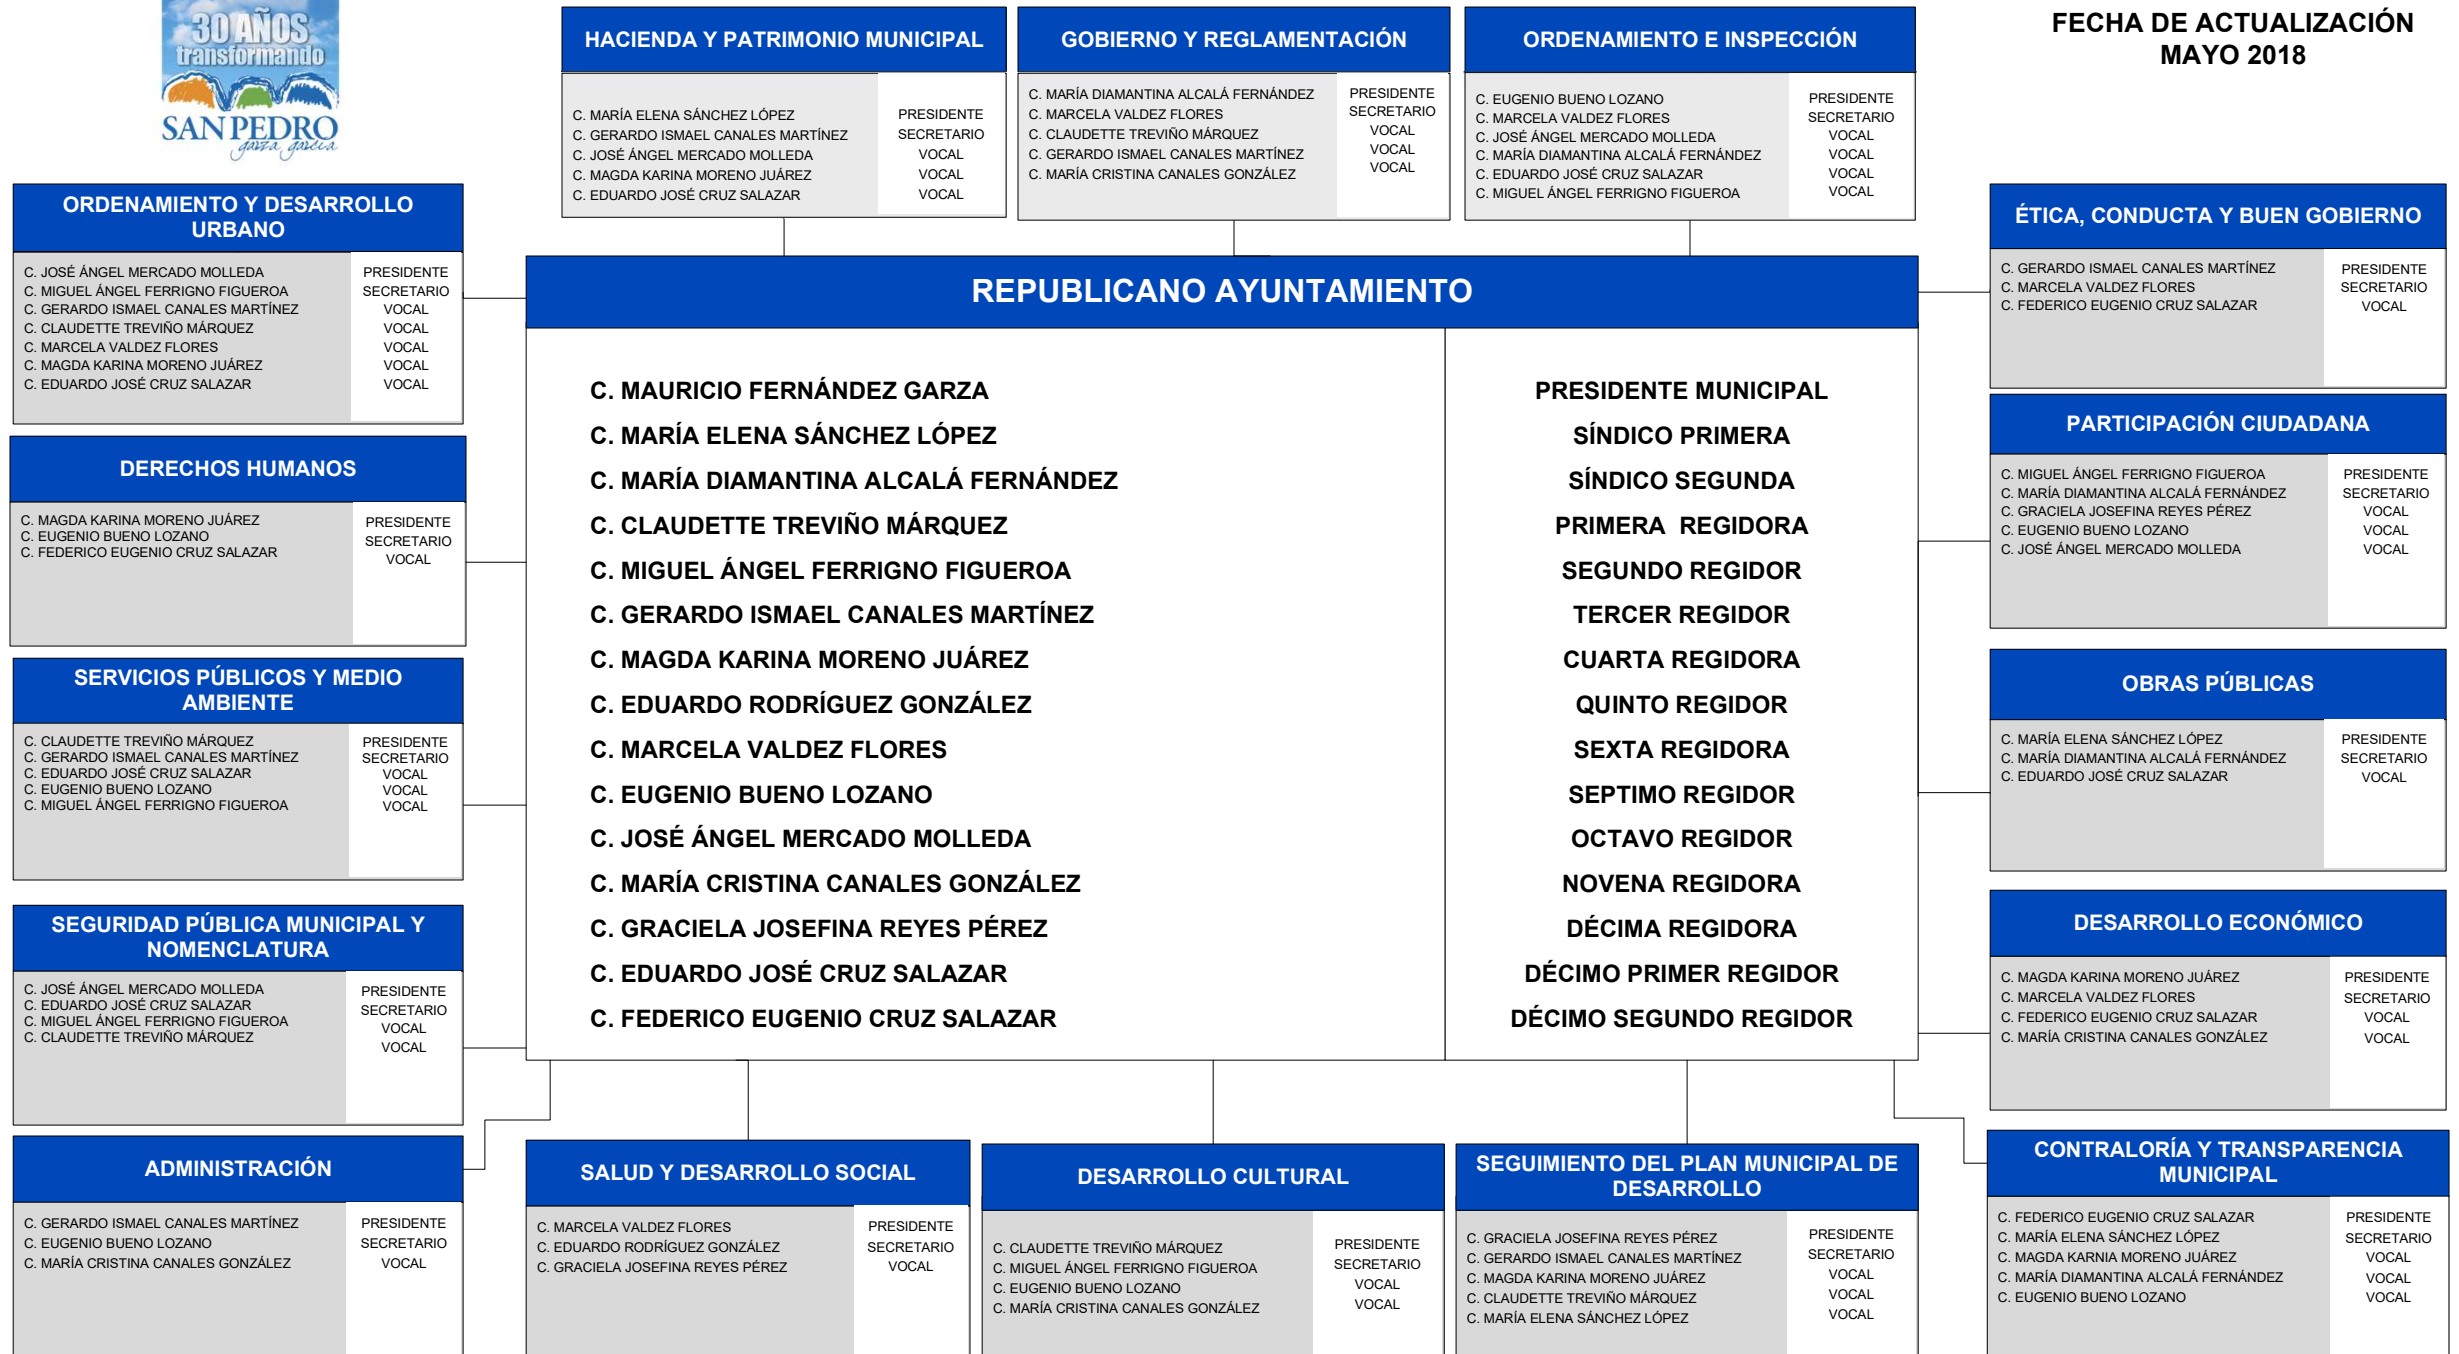 30 AÑOS
transformando
SAN PEDRO
garza garcía
FECHA DE ACTUALIZACIÓN
MAYO 2018
HACIENDA Y PATRIMONIO MUNICIPAL
C. MARÍA ELENA SÁNCHEZ LÓPEZ PRESIDENTE
C. GERARDO ISMAEL CANALES MARTÍNEZ SECRETARIO
C. JOSÉ ÁNGEL MERCADO MOLLEDA VOCAL
C. MAGDA KARINA MORENO JUÁREZ VOCAL
C. EDUARDO JOSÉ CRUZ SALAZAR VOCAL
GOBIERNO Y REGLAMENTACIÓN
C. MARÍA DIAMANTINA ALCALÁ FERNÁNDEZ PRESIDENTE
C. MARCELA VALDEZ FLORES SECRETARIO
C. CLAUDETTE TREVIÑO MÁRQUEZ VOCAL
C. GERARDO ISMAEL CANALES MARTÍNEZ VOCAL
C. MARÍA CRISTINA CANALES GONZÁLEZ VOCAL
ORDENAMIENTO E INSPECCIÓN
C. EUGENIO BUENO LOZANO PRESIDENTE
C. MARCELA VALDEZ FLORES SECRETARIO
C. JOSÉ ÁNGEL MERCADO MOLLEDA VOCAL
C. MARÍA DIAMANTINA ALCALÁ FERNÁNDEZ VOCAL
C. EDUARDO JOSÉ CRUZ SALAZAR VOCAL
C. MIGUEL ÁNGEL FERRIGNO FIGUEROA VOCAL
ORDENAMIENTO Y DESARROLLO
URBANO
C. JOSÉ ÁNGEL MERCADO MOLLEDA PRESIDENTE
C. MIGUEL ÁNGEL FERRIGNO FIGUEROA SECRETARIO
C. GERARDO ISMAEL CANALES MARTÍNEZ VOCAL
C. CLAUDETTE TREVIÑO MÁRQUEZ VOCAL
C. MARCELA VALDEZ FLORES VOCAL
C. MAGDA KARINA MORENO JUÁREZ VOCAL
C. EDUARDO JOSÉ CRUZ SALAZAR VOCAL
DERECHOS HUMANOS
C. MAGDA KARINA MORENO JUÁREZ PRESIDENTE
C. EUGENIO BUENO LOZANO SECRETARIO
C. FEDERICO EUGENIO CRUZ SALAZAR VOCAL
SERVICIOS PÚBLICOS Y MEDIO
AMBIENTE
C. CLAUDETTE TREVIÑO MÁRQUEZ PRESIDENTE
C. GERARDO ISMAEL CANALES MARTÍNEZ SECRETARIO
C. EDUARDO JOSÉ CRUZ SALAZAR VOCAL
C. EUGENIO BUENO LOZANO VOCAL
C. MIGUEL ÁNGEL FERRIGNO FIGUEROA VOCAL
SEGURIDAD PÚBLICA MUNICIPAL Y
NOMENCLATURA
C. JOSÉ ÁNGEL MERCADO MOLLEDA PRESIDENTE
C. EDUARDO JOSÉ CRUZ SALAZAR SECRETARIO
C. MIGUEL ÁNGEL FERRIGNO FIGUEROA VOCAL
C. CLAUDETTE TREVIÑO MÁRQUEZ VOCAL
REPUBLICANO AYUNTAMIENTO
C. MAURICIO FERNÁNDEZ GARZA PRESIDENTE MUNICIPAL
C. MARÍA ELENA SÁNCHEZ LÓPEZ SÍNDICO PRIMERA
C. MARÍA DIAMANTINA ALCALÁ FERNÁNDEZ SÍNDICO SEGUNDA
C. CLAUDETTE TREVIÑO MÁRQUEZ PRIMERA REGIDORA
C. MIGUEL ÁNGEL FERRIGNO FIGUEROA SEGUNDO REGIDOR
C. GERARDO ISMAEL CANALES MARTÍNEZ TERCER REGIDOR
C. MAGDA KARINA MORENO JUÁREZ CUARTA REGIDORA
C. EDUARDO RODRÍGUEZ GONZÁLEZ QUINTO REGIDOR
C. MARCELA VALDEZ FLORES SEXTA REGIDORA
C. EUGENIO BUENO LOZANO SEPTIMO REGIDOR
C. JOSÉ ÁNGEL MERCADO MOLLEDA OCTAVO REGIDOR
C. MARÍA CRISTINA CANALES GONZÁLEZ NOVENA REGIDORA
C. GRACIELA JOSEFINA REYES PÉREZ DÉCIMA REGIDORA
C. EDUARDO JOSÉ CRUZ SALAZAR DÉCIMO PRIMER REGIDOR
C. FEDERICO EUGENIO CRUZ SALAZAR DÉCIMO SEGUNDO REGIDOR
ÉTICA, CONDUCTA Y BUEN GOBIERNO
C. GERARDO ISMAEL CANALES MARTÍNEZ PRESIDENTE
C. MARCELA VALDEZ FLORES SECRETARIO
C. FEDERICO EUGENIO CRUZ SALAZAR VOCAL
PARTICIPACIÓN CIUDADANA
C. MIGUEL ÁNGEL FERRIGNO FIGUEROA PRESIDENTE
C. MARÍA DIAMANTINA ALCALÁ FERNÁNDEZ SECRETARIO
C. GRACIELA JOSEFINA REYES PÉREZ VOCAL
C. EUGENIO BUENO LOZANO VOCAL
C. JOSÉ ÁNGEL MERCADO MOLLEDA VOCAL
OBRAS PÚBLICAS
C. MARÍA ELENA SÁNCHEZ LÓPEZ PRESIDENTE
C. MARÍA DIAMANTINA ALCALÁ FERNÁNDEZ SECRETARIO
C. EDUARDO JOSÉ CRUZ SALAZAR VOCAL
DESARROLLO ECONÓMICO
C. MAGDA KARINA MORENO JUÁREZ PRESIDENTE
C. MARCELA VALDEZ FLORES SECRETARIO
C. FEDERICO EUGENIO CRUZ SALAZAR VOCAL
C. MARÍA CRISTINA CANALES GONZÁLEZ VOCAL
ADMINISTRACIÓN
C. GERARDO ISMAEL CANALES MARTÍNEZ PRESIDENTE
C. EUGENIO BUENO LOZANO SECRETARIO
C. MARÍA CRISTINA CANALES GONZÁLEZ VOCAL
SALUD Y DESARROLLO SOCIAL
C. MARCELA VALDEZ FLORES PRESIDENTE
C. EDUARDO RODRÍGUEZ GONZÁLEZ SECRETARIO
C. GRACIELA JOSEFINA REYES PÉREZ VOCAL
DESARROLLO CULTURAL
C. CLAUDETTE TREVIÑO MÁRQUEZ PRESIDENTE
C. MIGUEL ÁNGEL FERRIGNO FIGUEROA SECRETARIO
C. EUGENIO BUENO LOZANO VOCAL
C. MARÍA CRISTINA CANALES GONZÁLEZ VOCAL
SEGUIMIENTO DEL PLAN MUNICIPAL DE
DESARROLLO
C. GRACIELA JOSEFINA REYES PÉREZ PRESIDENTE
C. GERARDO ISMAEL CANALES MARTÍNEZ SECRETARIO
C. MAGDA KARINA MORENO JUÁREZ VOCAL
C. CLAUDETTE TREVIÑO MÁRQUEZ VOCAL
C. MARÍA ELENA SÁNCHEZ LÓPEZ VOCAL
CONTRALORÍA Y TRANSPARENCIA
MUNICIPAL
C. FEDERICO EUGENIO CRUZ SALAZAR PRESIDENTE
C. MARÍA ELENA SÁNCHEZ LÓPEZ SECRETARIO
C. MAGDA KARNIA MORENO JUÁREZ VOCAL
C. MARÍA DIAMANTINA ALCALÁ FERNÁNDEZ VOCAL
C. EUGENIO BUENO LOZANO VOCAL